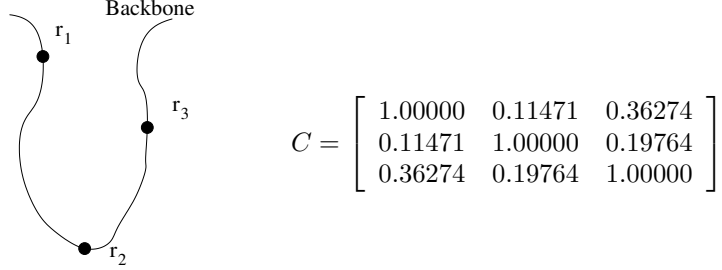 Backbone
r1
r3
r2
C = [ 1.00000 0.11471 0.36274
0.11471 1.00000 0.19764
0.36274 0.19764 1.00000 ]